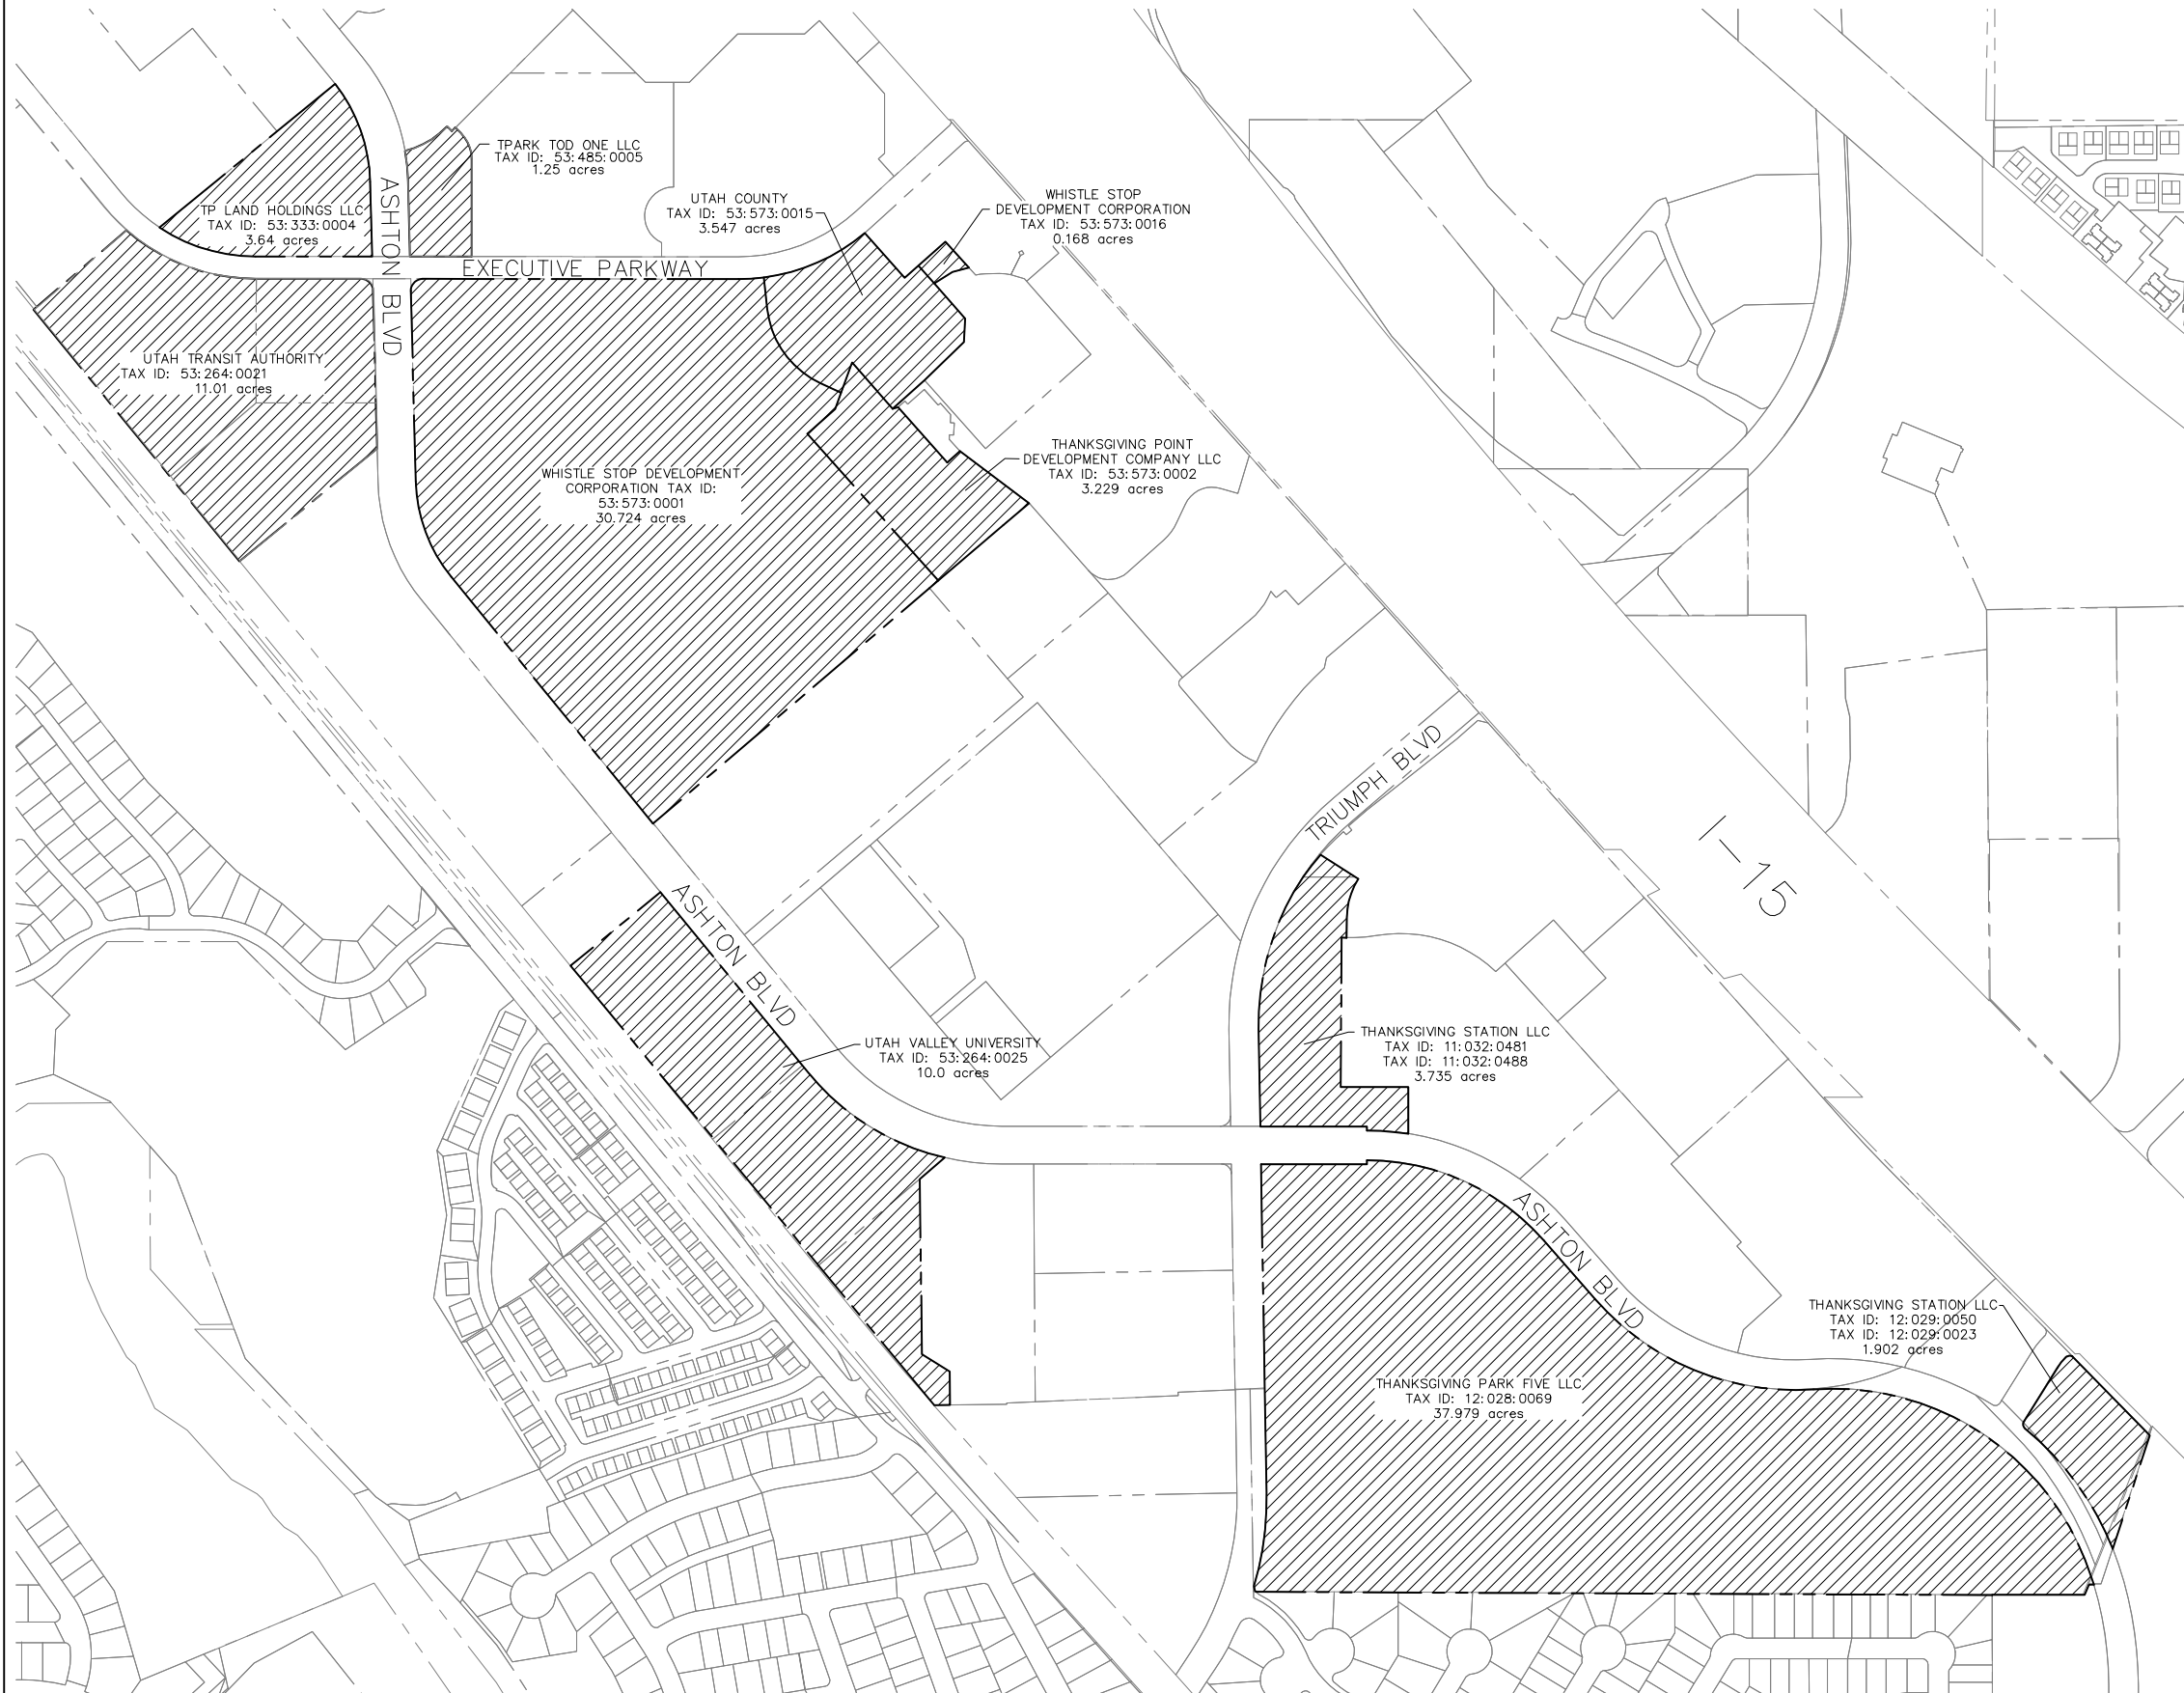 TPARK TOD ONE LLC
TAX ID: 53:485:0005
1.25 acres
TP LAND HOLDINGS LLC
TAX ID: 53:333:0004
3.64 acres
ASHTON BLVD
UTAH COUNTY
TAX ID: 53:573:0015
3.547 acres
WHISTLE STOP
DEVELOPMENT CORPORATION
TAX ID: 53:573:0016
0.168 acres
EXECUTIVE PARKWAY
UTAH TRANSIT AUTHORITY
TAX ID: 53:264:0021
11.01 acres
WHISTLE STOP DEVELOPMENT
CORPORATION TAX ID:
53:573:0001
30.724 acres
THANKSGIVING POINT
DEVELOPMENT COMPANY LLC
TAX ID: 53:573:0002
3.229 acres
TRIUMPH BLVD
I-15
ASHTON BLVD
UTAH VALLEY UNIVERSITY
TAX ID: 53:264:0025
10.0 acres
THANKSGIVING STATION LLC
TAX ID: 11:032:0481
TAX ID: 11:032:0488
3.735 acres
ASHTON BLVD
THANKSGIVING STATION LLC
TAX ID: 12:029:0050
TAX ID: 12:029:0023
1.902 acres
THANKSGIVING PARK FIVE LLC
TAX ID: 12:028:0069
37.979 acres